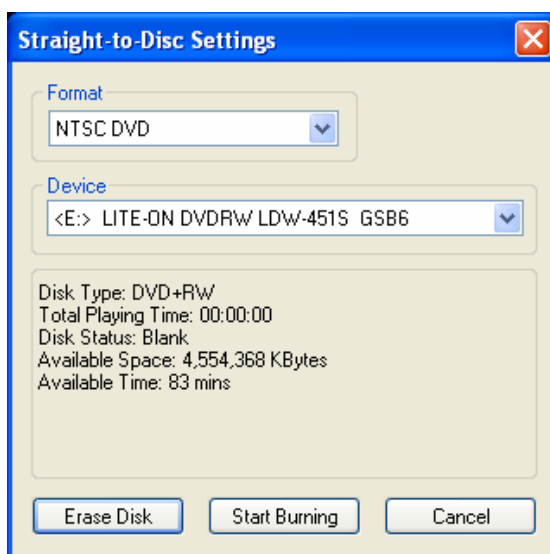 Straight-to-Disc Settings
Format
NTSC DVD
Device
<E:> LITE-ON DVDRW LDW-451S GSB6
Disk Type: DVD+RW
Total Playing Time: 00:00:00
Disk Status: Blank
Available Space: 4,554,368 KBytes
Available Time: 83 mins
Erase Disk Start Burning Cancel